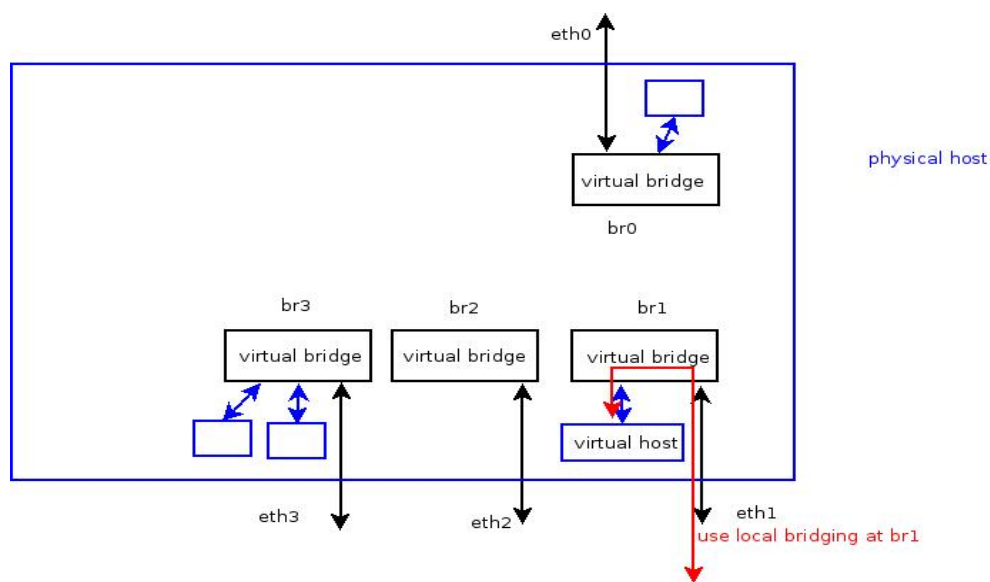 eth0
physical host
virtual bridge
br0
br3
br2
br1
virtual bridge
virtual bridge
virtual bridge
virtual host
eth3
eth2
eth1
use local bridging at br1